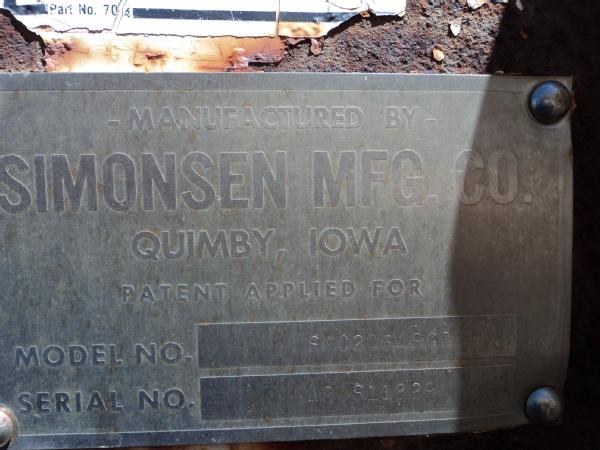 Part No. 70
- MANUFACTURED BY -
SIMONSEN MFG. CO.
QUIMBY, IOWA
PATENT APPLIED FOR
MODEL NO.
SERIAL NO.